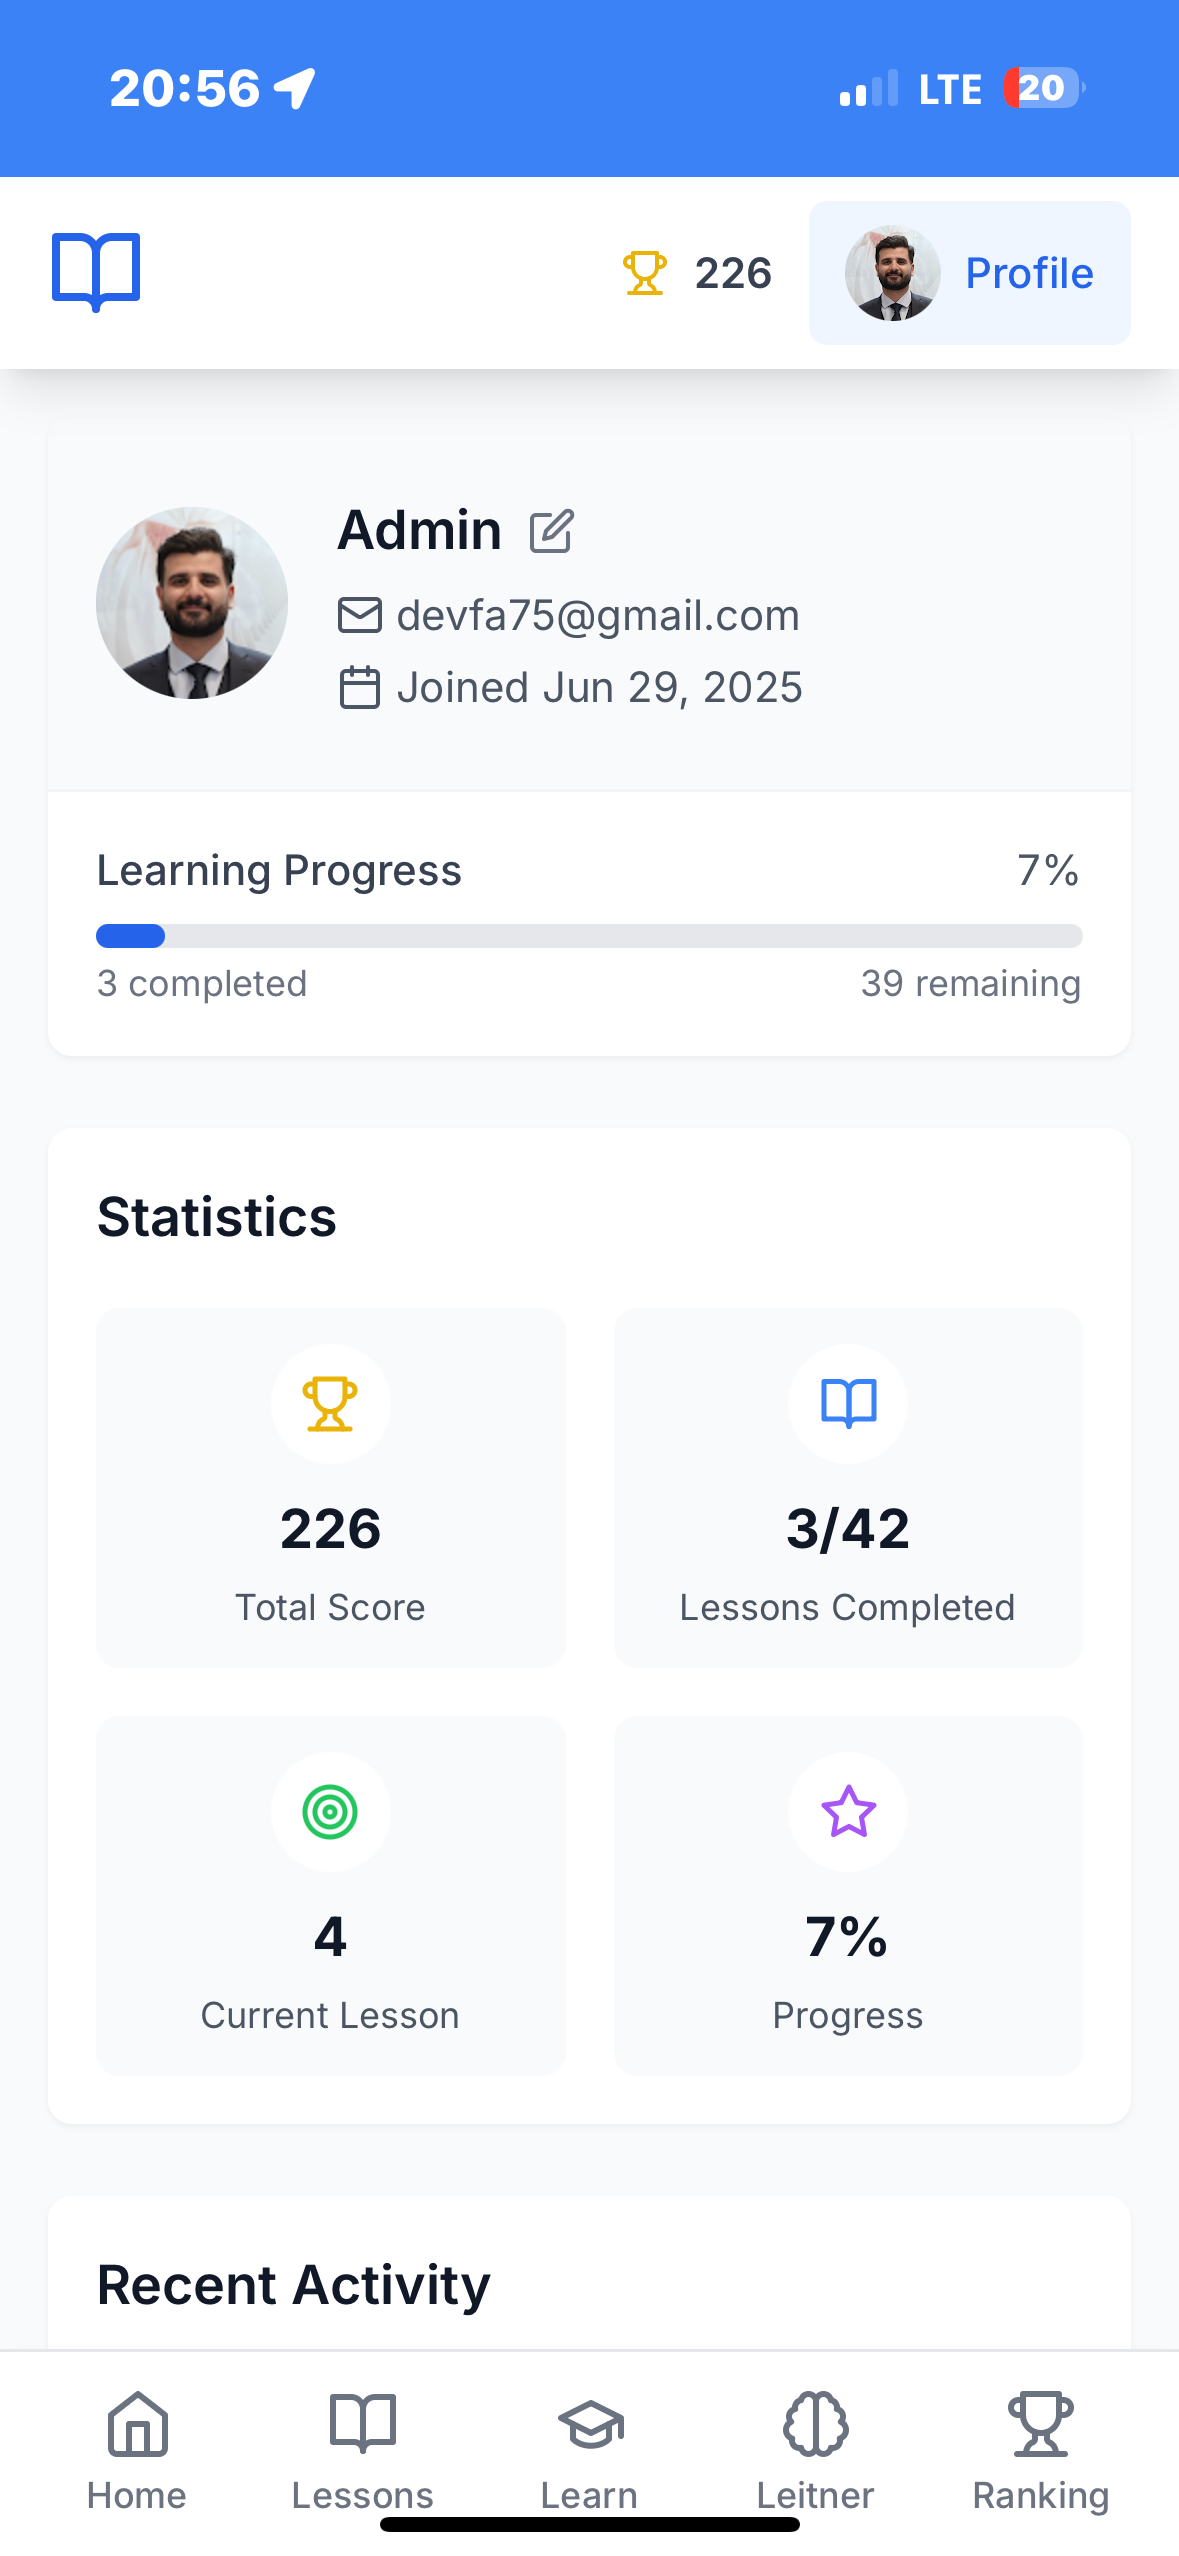 20:56 LTE 20
226 Profile
Admin
devfa75@gmail.com
Joined Jun 29, 2025
Learning Progress 7%
3 completed 39 remaining
Statistics
226
Total Score
3/42
Lessons Completed
4
Current Lesson
7%
Progress
Recent Activity
Home Lessons Learn Leitner Ranking